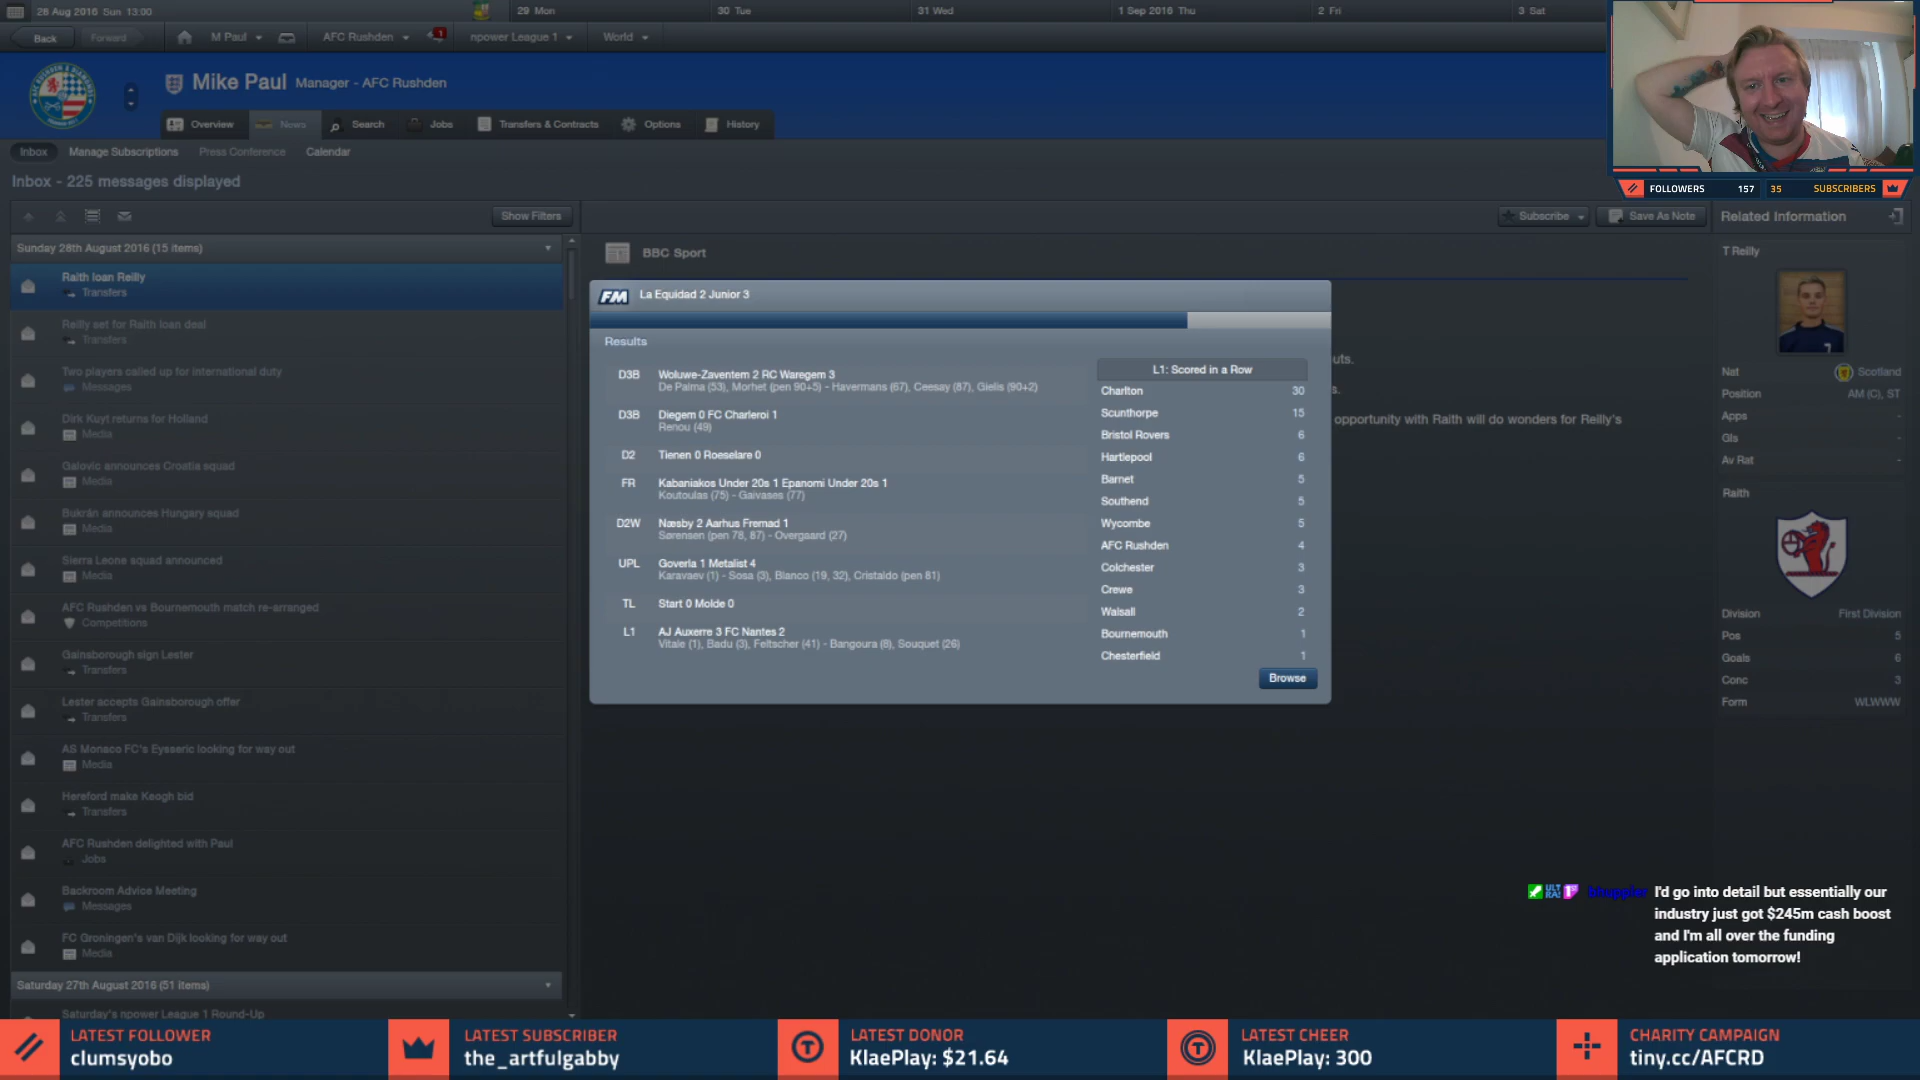 28 Aug 2016 Sun 13:00
29 Mon
30 Tue
31 Wed
1 Sep 2016 Thu
2 Fri
3 Sat
Back
Forward
M Paul
AFC Rushden
1
npower League 1
World
Mike Paul Manager - AFC Rushden
Overview
News
Search
Jobs
Transfers & Contracts
Options
History
Inbox
Manage Subscriptions
Press Conference
Calendar
Inbox - 225 messages displayed
FOLLOWERS 157 35 SUBSCRIBERS
Show Filters
Subscribe
Save As Note
Related Information
Sunday 28th August 2016 (15 items)
Raith loan Reilly
Transfers
Reilly set for Raith loan deal
Transfers
Two players called up for international duty
Messages
Dirk Kuyt returns for Holland
Media
Galovic announces Croatia squad
Media
Bukrán announces Hungary squad
Media
Sierra Leone squad announced
Media
AFC Rushden vs Bournemouth match re-arranged
Competitions
Gainsborough sign Lester
Transfers
Lester accepts Gainsborough offer
Transfers
AS Monaco FC's Eysseric looking for way out
Media
Hereford make Keogh bid
Transfers
AFC Rushden delighted with Paul
Jobs
Backroom Advice Meeting
Messages
FC Groningen's van Dijk looking for way out
Media
Saturday 27th August 2016 (51 items)
Saturday's npower League 1 Round-Up
BBC Sport
FM La Equidad 2 Junior 3
Results
D3B Woluwe-Zaventem 2 RC Waregem 3
De Palma (53), Morhet (pen 90+5) - Havermans (67), Ceesay (87), Gielis (90+2)
D3B Diegem 0 FC Charleroi 1
Renou (49)
D2 Tienen 0 Roeselare 0
FR Kabaniakos Under 20s 1 Epanomi Under 20s 1
Koutoulas (75) - Gaivases (77)
D2W Næsby 2 Aarhus Fremad 1
Sørensen (pen 78, 87) - Overgaard (27)
UPL Goverla 1 Metalist 4
Karavaev (1) - Sosa (3), Blanco (19, 32), Cristaldo (pen 81)
TL Start 0 Molde 0
L1 AJ Auxerre 3 FC Nantes 2
Vitale (1), Badu (3), Feltscher (41) - Bangoura (8), Souquet (26)
L1: Scored in a Row
Charlton 30
Scunthorpe 15
Bristol Rovers 6
Hartlepool 6
Barnet 5
Southend 5
Wycombe 5
AFC Rushden 4
Colchester 3
Crewe 3
Walsall 2
Bournemouth 1
Chesterfield 1
Browse
uts.
s.
opportunity with Raith will do wonders for Reilly's
T Reilly
7
Nat Scotland
Position AM (C), ST
Apps -
Gls -
Av Rat -
Raith
Division First Division
Pos 5
Goals 6
Conc 3
Form WLWWW
I'd go into detail but essentially our
industry just got $245m cash boost
and I'm all over the funding
application tomorrow!
LATEST FOLLOWER
clumsyobo
LATEST SUBSCRIBER
the_artfulgabby
LATEST DONOR
KlaePlay: $21.64
LATEST CHEER
KlaePlay: 300
CHARITY CAMPAIGN
tiny.cc/AFCRD